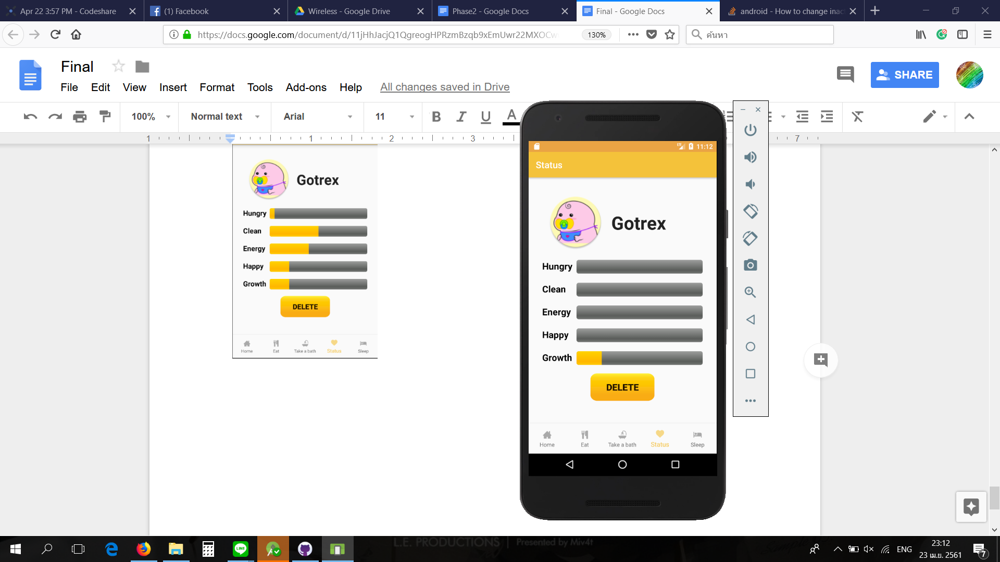 Apr 22 3:57 PM - Codeshare
(1) Facebook
Wireless - Google Drive
Phase2 - Google Docs
Final - Google Docs
android - How to change inac
https://docs.google.com/document/d/11jHhJacjQ1QgreogHPRzmBzqb9xEmUwr22MXOCw
130%
ค้นหา
Final
SHARE
File Edit View Insert Format Tools Add-ons Help All changes saved in Drive
100% Normal text Arial 11 B I U A
1 1 2 3 7
Gotrex
Hungry
Clean
Energy
Happy
Growth
DELETE
Home Eat Take a bath Status Sleep
LTE 11:12
Status
Gotrex
Hungry
Clean
Energy
Happy
Growth
DELETE
Home Eat Take a bath Status Sleep
L.E. PRODUCTIONS | Presented by Miv4t
LINE
ENG
23:12
23 เม.ย. 2561
7